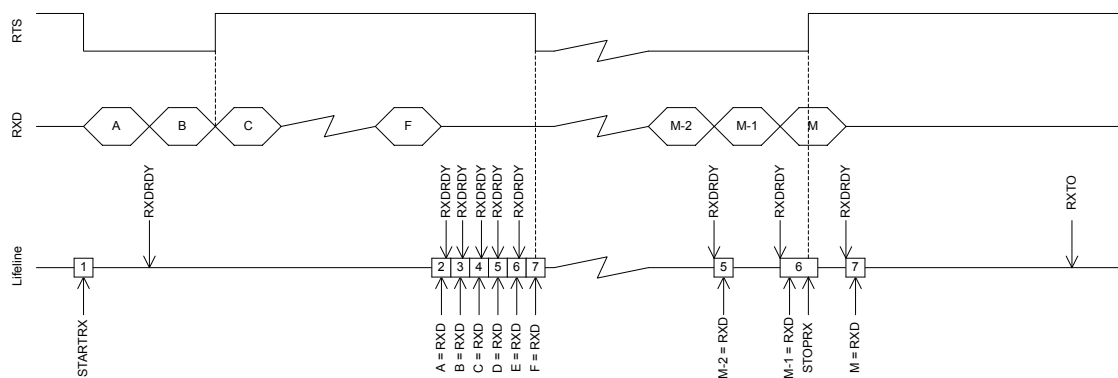 RTS
RXD
A
B
C
F
M-2
M-1
M
RXDRDY
RXDRDY
RXDRDY
RXDRDY
RXDRDY
RXDRDY
RXDRDY
RXDRDY
RXDRDY
RXTO
Lifeline
1
2
3
4
5
6
7
5
6
7
STARTRX
A = RXD
B = RXD
C = RXD
D = RXD
E = RXD
F = RXD
M-2 = RXD
M-1 = RXD
STOPRX
M = RXD